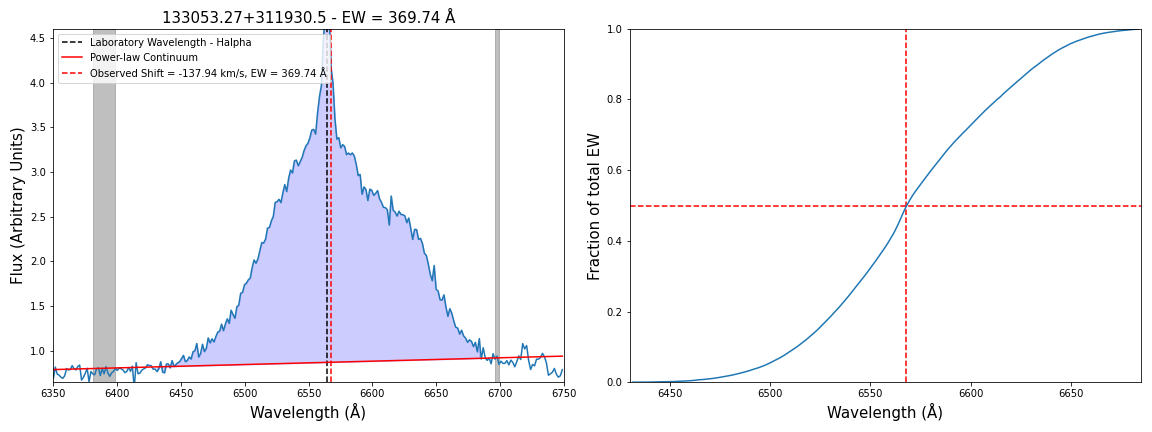 133053.27+311930.5 - EW = 369.74 Å
Laboratory Wavelength - Halpha
Power-law Continuum
Observed Shift = -137.94 km/s, EW = 369.74 Å
Flux (Arbitrary Units)
4.5
4.0
3.5
3.0
2.5
2.0
1.5
1.0
6350 6400 6450 6500 6550 6600 6650 6700 6750
Wavelength (Å)
Fraction of total EW
1.0
0.8
0.6
0.4
0.2
0.0
6450 6500 6550 6600 6650
Wavelength (Å)